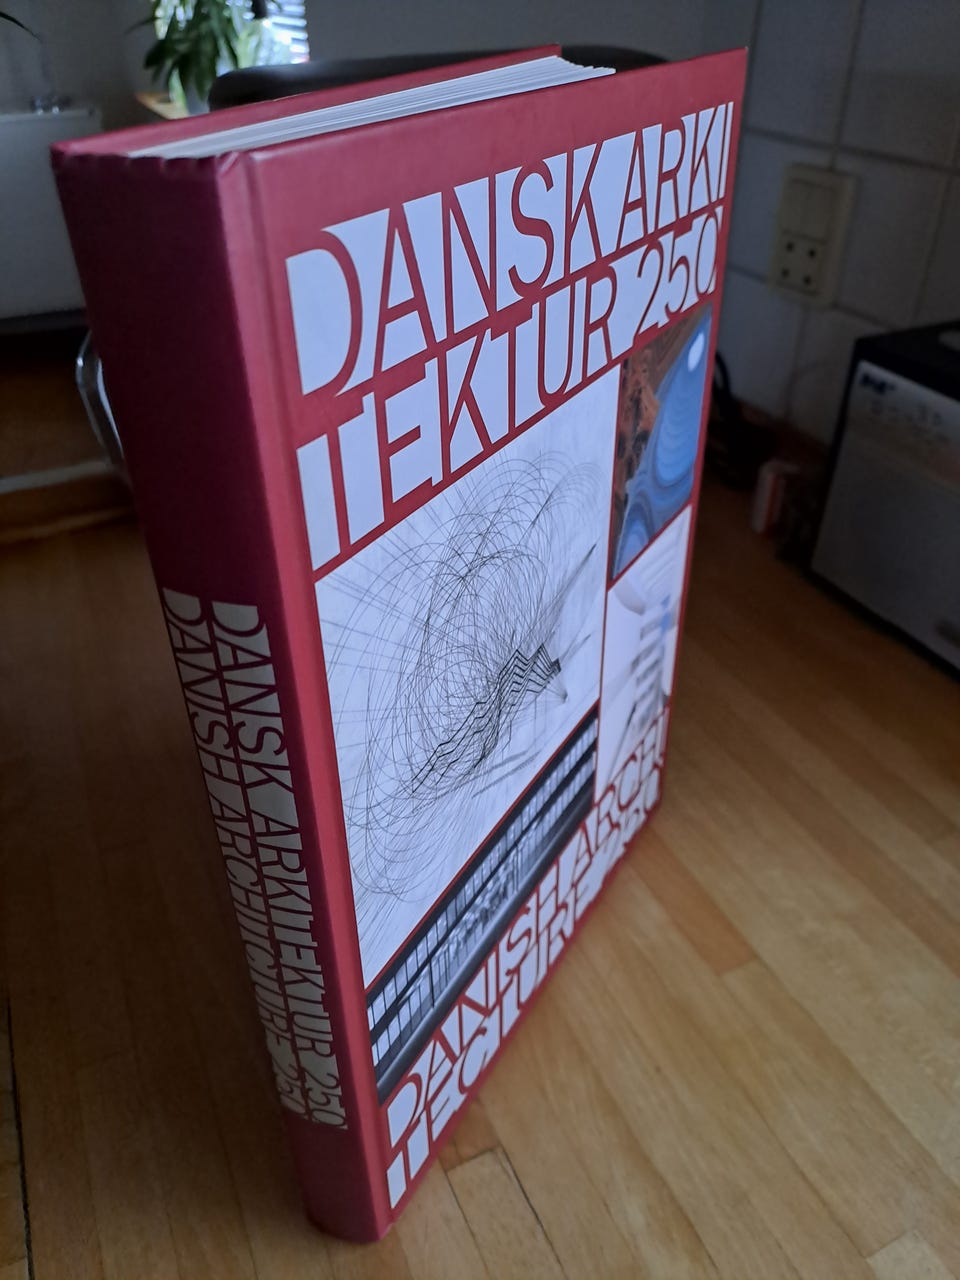 DANSK ARKI
TEKTUR 250
DANISH ARCHI
TECTURE 250
DANSK ARKITEKTUR 250
DANISH ARCHITECTURE 250